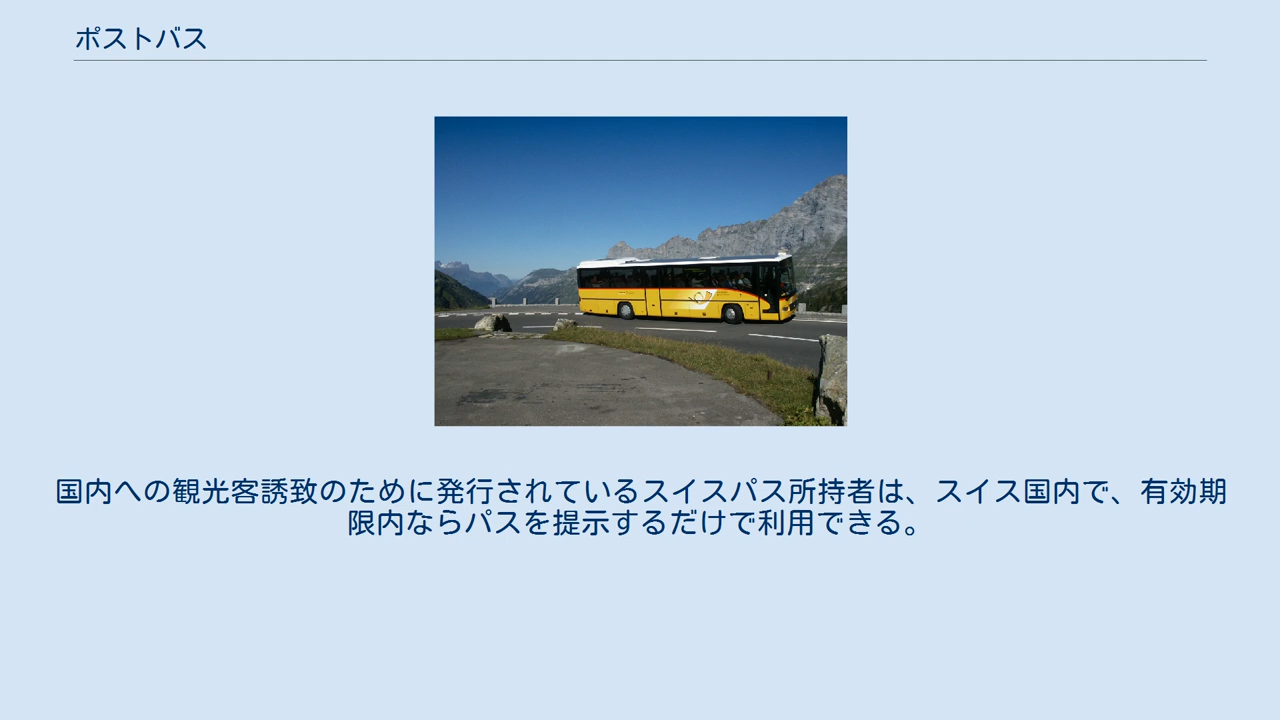 ポストバス
国内への観光客誘致のために発行されているスイスパス所持者は、スイス国内で、有効期
限内ならパスを提示するだけで利用できる。